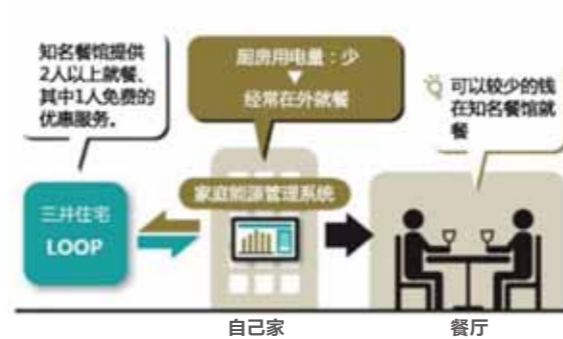 知名餐馆提供
2人以上就餐、
其中1人免费的
优惠服务。
厨房用电量：少
经常在外就餐
可以较少的钱
在知名餐馆就
餐
家庭能源管理系统
三井住宅
LOOP
自己家
餐厅